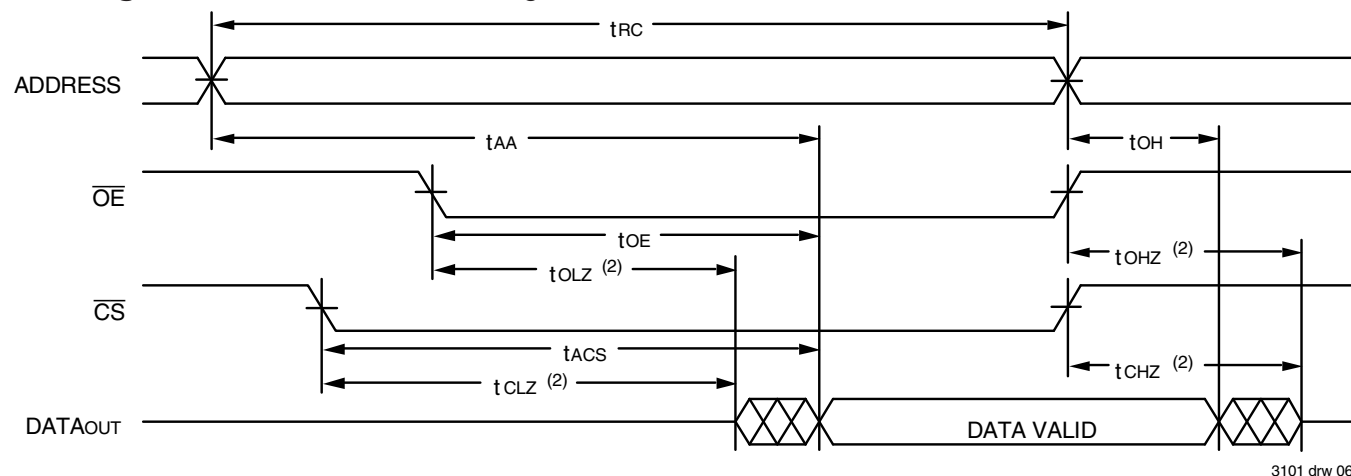 tRC
ADDRESS
tAA
tOH
OE
tOE
tOLZ (2)
tOHZ (2)
CS
tACS
tCLZ (2)
tCHZ (2)
DATAOUT
DATA VALID
3101 drw 06